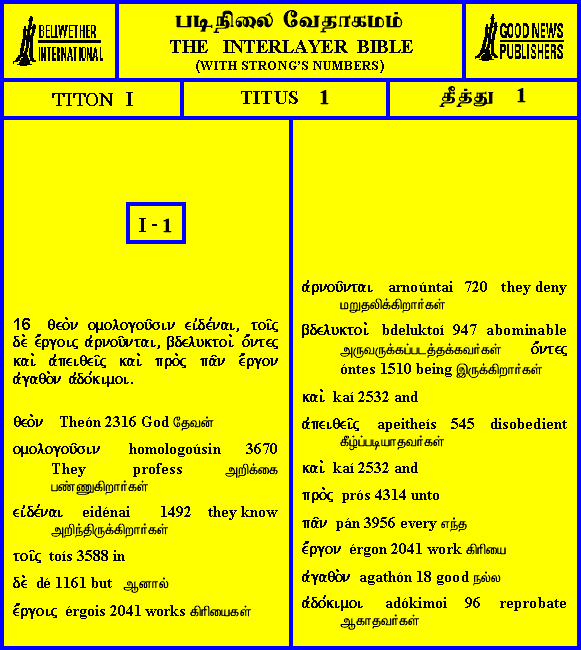 BELLWETHER
INTERNATIONAL
படிநிலை வேதாகமம்
THE INTERLAYER BIBLE
(WITH STRONG'S NUMBERS)
GOOD NEWS
PUBLISHERS
TITON I
TITUS 1
தீத்து 1
I - 1
16 θεὸν ομολογοῦσιν εἰδέναι, τοῖς
δὲ ἔργοις ἀρνοῦνται, βδελυκτοὶ ὄντες
καὶ ἀπειθεῖς καὶ πρὸς πᾶν ἔργον
ἀγαθὸν ἀδόκιμοι..
θεὸν Theón 2316 God தேவன்
ομολογοῦσιν homologoúsin 3670
They profess அறிக்கை
பண்ணுகிறார்கள்
εἰδέναι eidénai 1492 they know
அறிந்திருக்கிறார்கள்
τοῖς toís 3588 in
δὲ dé 1161 but ஆனால்
ἔργοις érgois 2041 works கிரியைகள்
ἀρνοῦνται arnoúntai 720 they deny
மறுதலிக்கிறார்கள்
βδελυκτοὶ bdeluktoí 947 abominable
அருவருக்கப்படத்தக்கவர்கள் ὄντες
óntes 1510 being இருக்கிறார்கள்
καὶ kaí 2532 and
ἀπειθεῖς apeitheís 545 disobedient
கீழ்ப்படியாதவர்கள்
καὶ kaí 2532 and
πρὸς prós 4314 unto
πᾶν pán 3956 every எந்த
ἔργον érgon 2041 work கிரியை
ἀγαθὸν agathón 18 good நல்ல
ἀδόκιμοι adókimoi 96 reprobate
ஆகாதவர்கள்